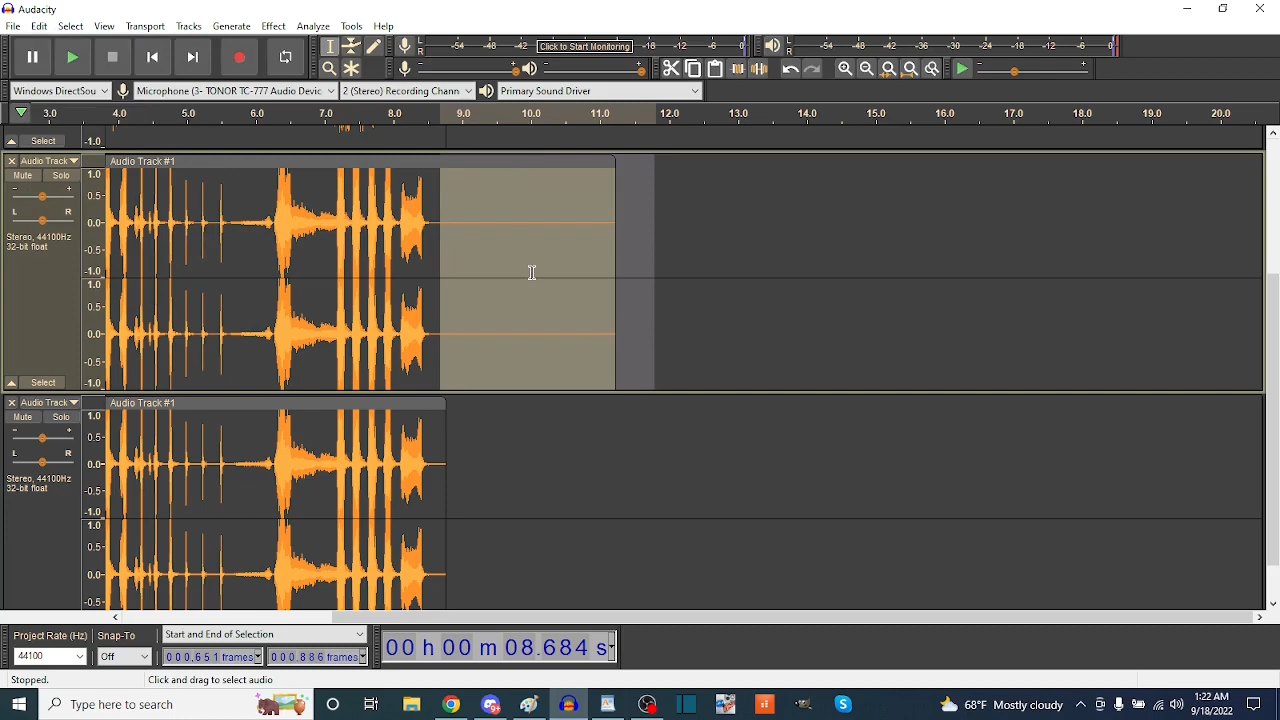 Audacity
File Edit Select View Transport Tracks Generate Effect Analyze Tools Help
L R -54 -48 -42 Click to Start Monitoring -18 -12 -6 0
R -54 -48 -42 -36 -30 -24 -18 -12 -6 0
Windows DirectSou Microphone (3- TONOR TC-777 Audio Devic 2 (Stereo) Recording Chann Primary Sound Driver
3.0 4.0 5.0 6.0 7.0 8.0 9.0 10.0 11.0 12.0 13.0 14.0 15.0 16.0 17.0 18.0 19.0 20.0
Select -1.0
Audio Track Audio Track #1
Mute Solo
- +
L R
Stereo, 44100Hz
32-bit float
Select
1.0
0.5-
0.0-
-0.5-
-1.0
1.0
0.5-
0.0-
-0.5-
-1.0
Audio Track Audio Track #1
Mute Solo
- +
L R
Stereo, 44100Hz
32-bit float
1.0
0.5-
0.0-
-0.5-
-1.0
1.0
0.5-
0.0-
-0.5-
Project Rate (Hz) Snap-To Start and End of Selection
44100 Off 000,651 frames 000,886 frames
00 h 00 m 08.684 s
Stopped. Click and drag to select audio
Type here to search
9+
68°F Mostly cloudy
1:22 AM
9/18/2022